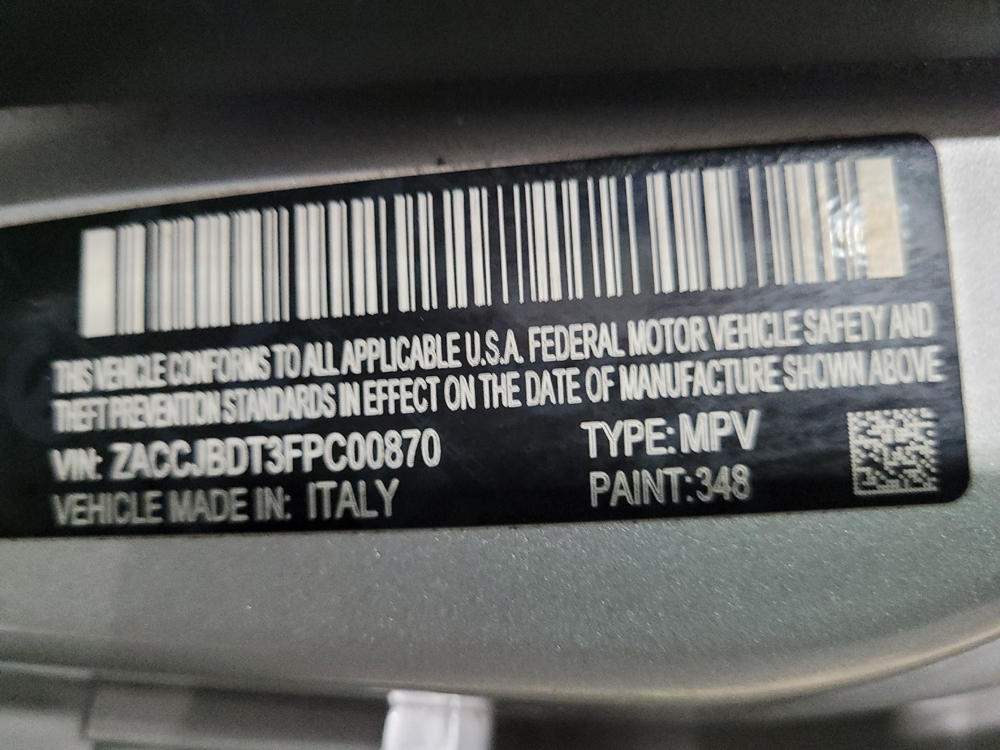 THIS VEHICLE CONFORMS TO ALL APPLICABLE U.S.A. FEDERAL MOTOR VEHICLE SAFETY AND
THEFT PREVENTION STANDARDS IN EFFECT ON THE DATE OF MANUFACTURE SHOWN ABOVE
VIN: ZACCJBDT3FPC00870 TYPE: MPV
VEHICLE MADE IN: ITALY PAINT: 348